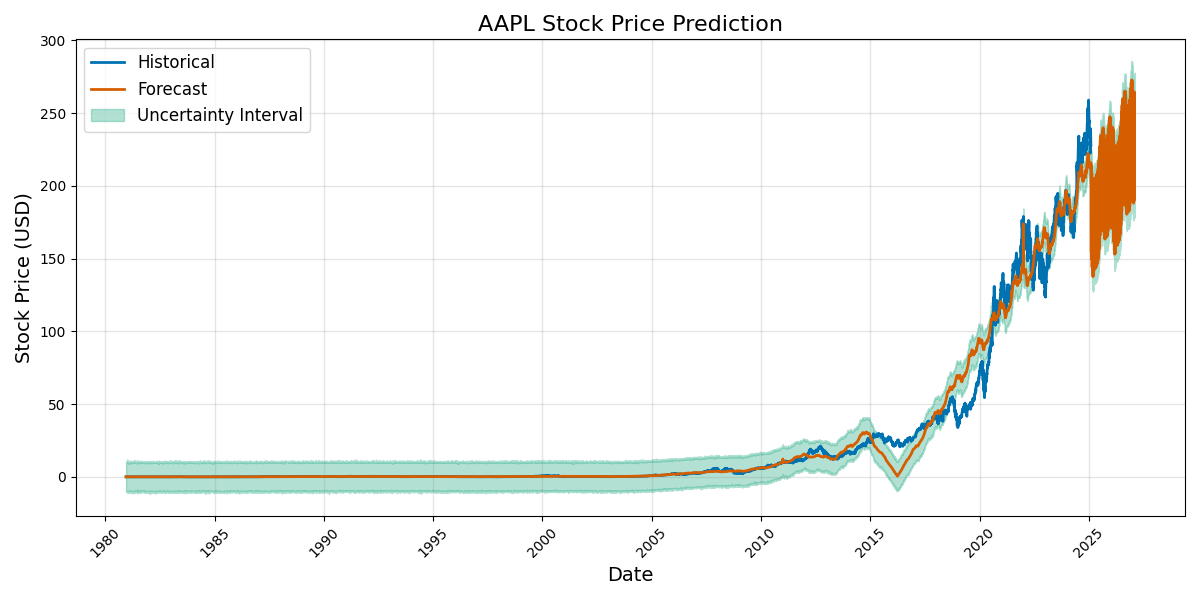 AAPL Stock Price Prediction
Historical
Forecast
Uncertainty Interval
Stock Price (USD)
300
250
200
150
100
50
0
1980
1985
1990
1995
2000
2005
2010
2015
2020
2025
Date